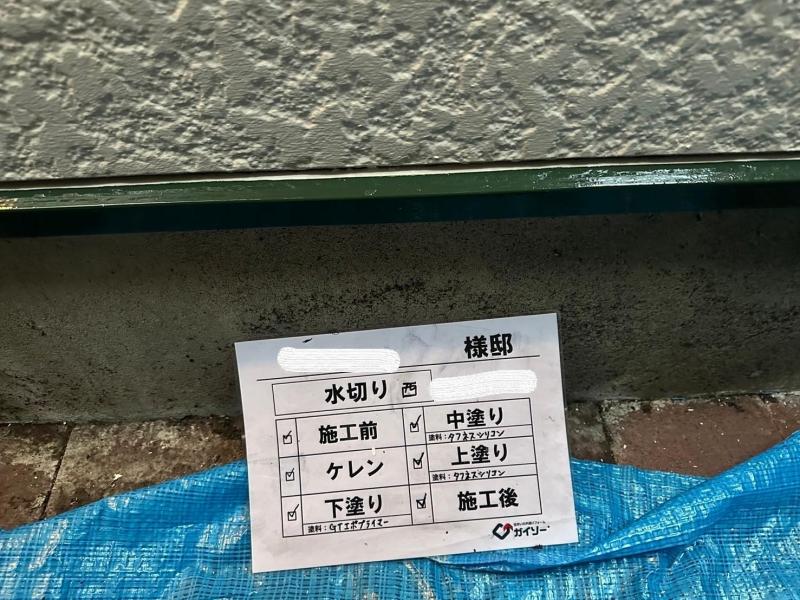 様邸
水切り 西
施工前
ケレン
下塗り
塗料：GTエポプライマー
中塗り
塗料：タフネスシリコン
上塗り
塗料：タフネスシリコン
施工後
ガイソー